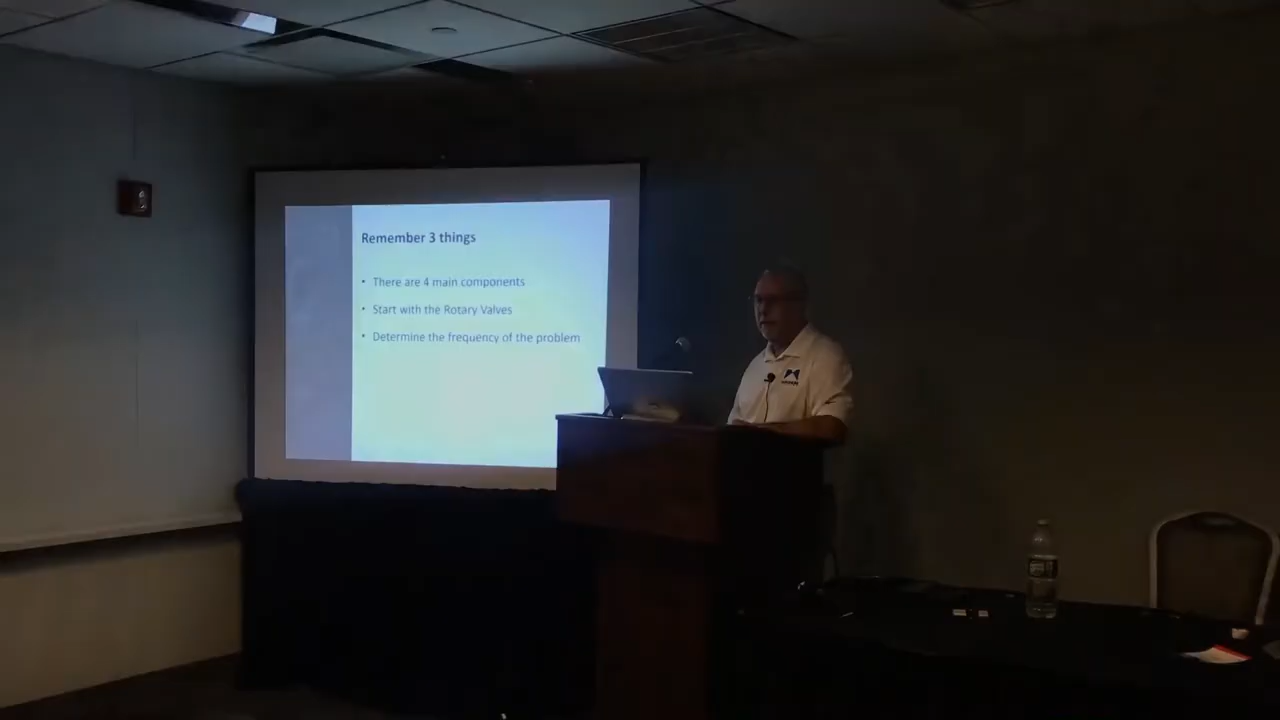 Remember 3 things
• There are 4 main components
• Start with the Rotary Valves
• Determine the frequency of the problem